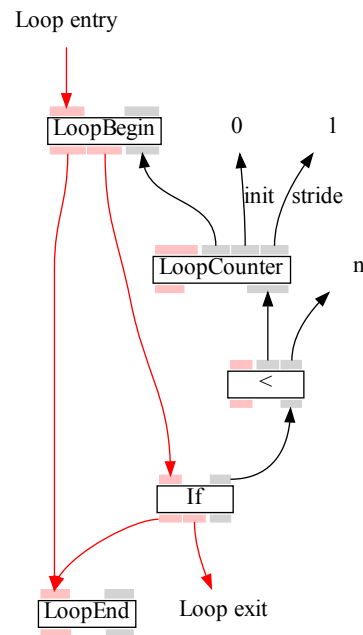 Loop entry
LoopBegin
0
1
init
stride
LoopCounter
n
<
If
LoopEnd
Loop exit